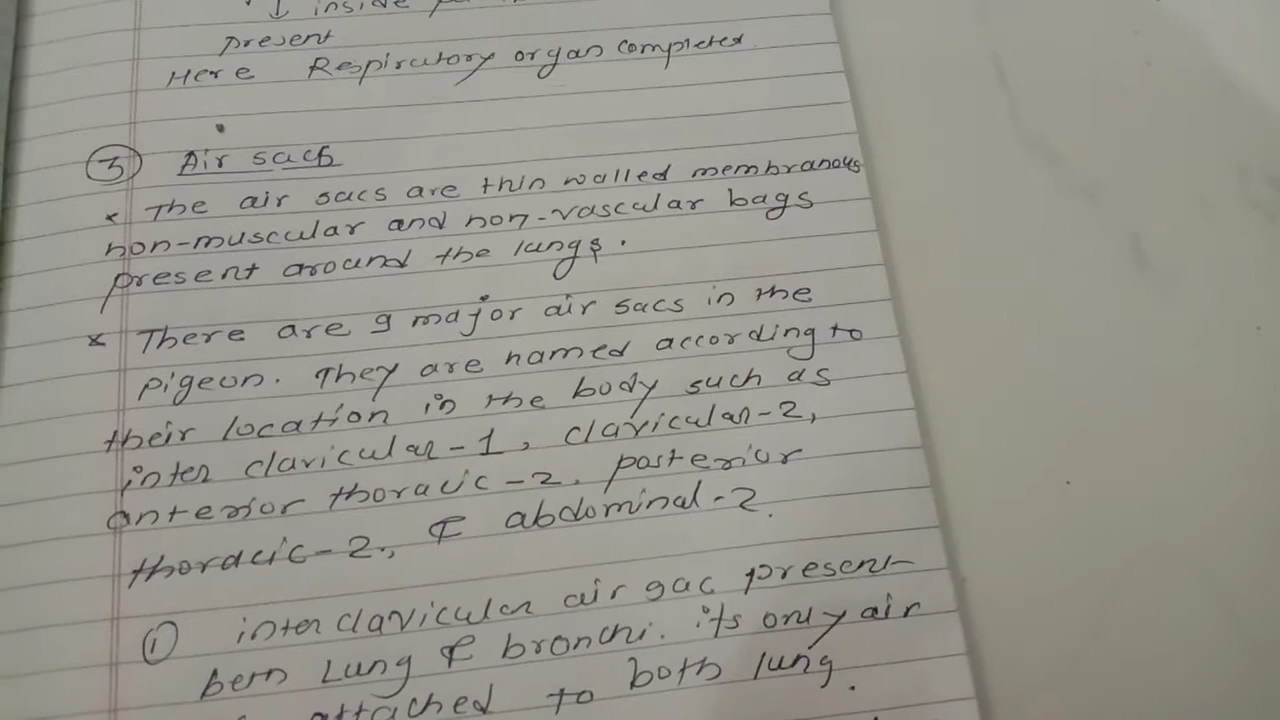 ↓ inside
present
Here Respiratory organ completed
③ Air sacs
* The air sacs are thin walled membranous
non-muscular and non-vascular bags
present around the lungs.
* There are 9 major air sacs in the
pigeon. They are named according to
their location in the body such as
inter clavicular-1, clavicular-2,
anterior thoracic-2, posterior
thoracic-2, & abdominal-2.
① interclavicular air sac present
betn Lung & bronchi. it's only air
attached to both lung.